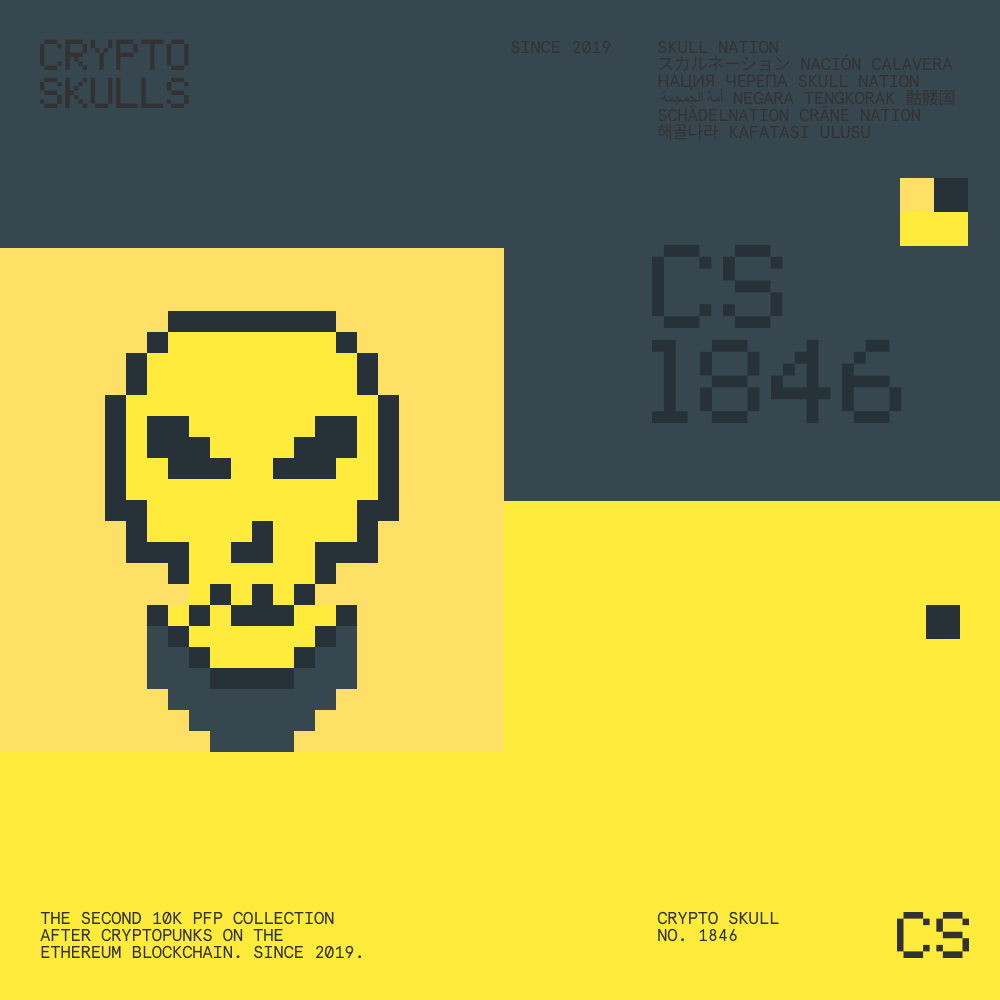 CRYPTO
SKULLS
SINCE 2019
SKULL NATION
スカルネーション NACIÓN CALAVERA
НАЦИЯ ЧЕРЕПА SKULL NATION
أمة الجمجمة NEGARA TENGKORAK 骷髅国
SCHÄDELNATION CRÂNE NATION
해골나라 KAFATASI ULUSU
CS
1846
THE SECOND 10K PFP COLLECTION
AFTER CRYPTOPUNKS ON THE
ETHEREUM BLOCKCHAIN. SINCE 2019.
CRYPTO SKULL
NO. 1846
CS